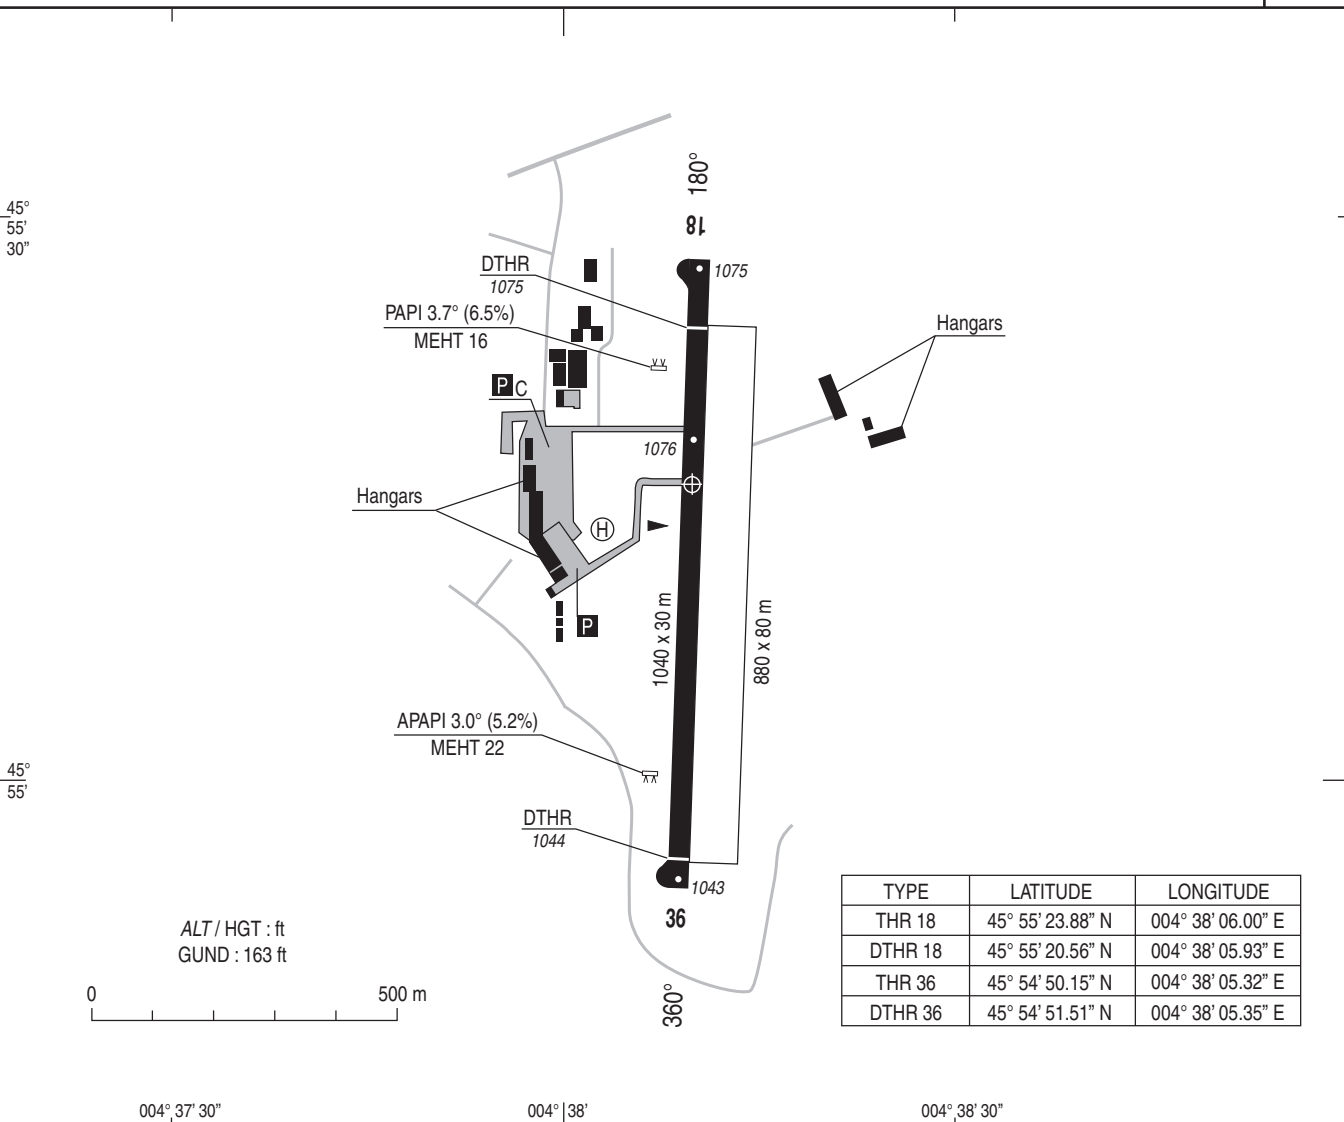 180°
18
45°
55’
30”
DTHR
1075
1075
PAPI 3.7° (6.5%)
MEHT 16
Hangars
P C
1076
Hangars
H
P
1040 x 30 m
880 x 80 m
APAPI 3.0° (5.2%)
MEHT 22
45°
55’
DTHR
1044
1043
36
360°
ALT / HGT : ft
GUND : 163 ft
0 500 m
TYPE LATITUDE LONGITUDE
THR 18 45° 55’ 23.88” N 004° 38’ 06.00” E
DTHR 18 45° 55’ 20.56” N 004° 38’ 05.93” E
THR 36 45° 54’ 50.15” N 004° 38’ 05.32” E
DTHR 36 45° 54’ 51.51” N 004° 38’ 05.35” E
004° 37’ 30” 004° 38’ 004° 38’ 30”